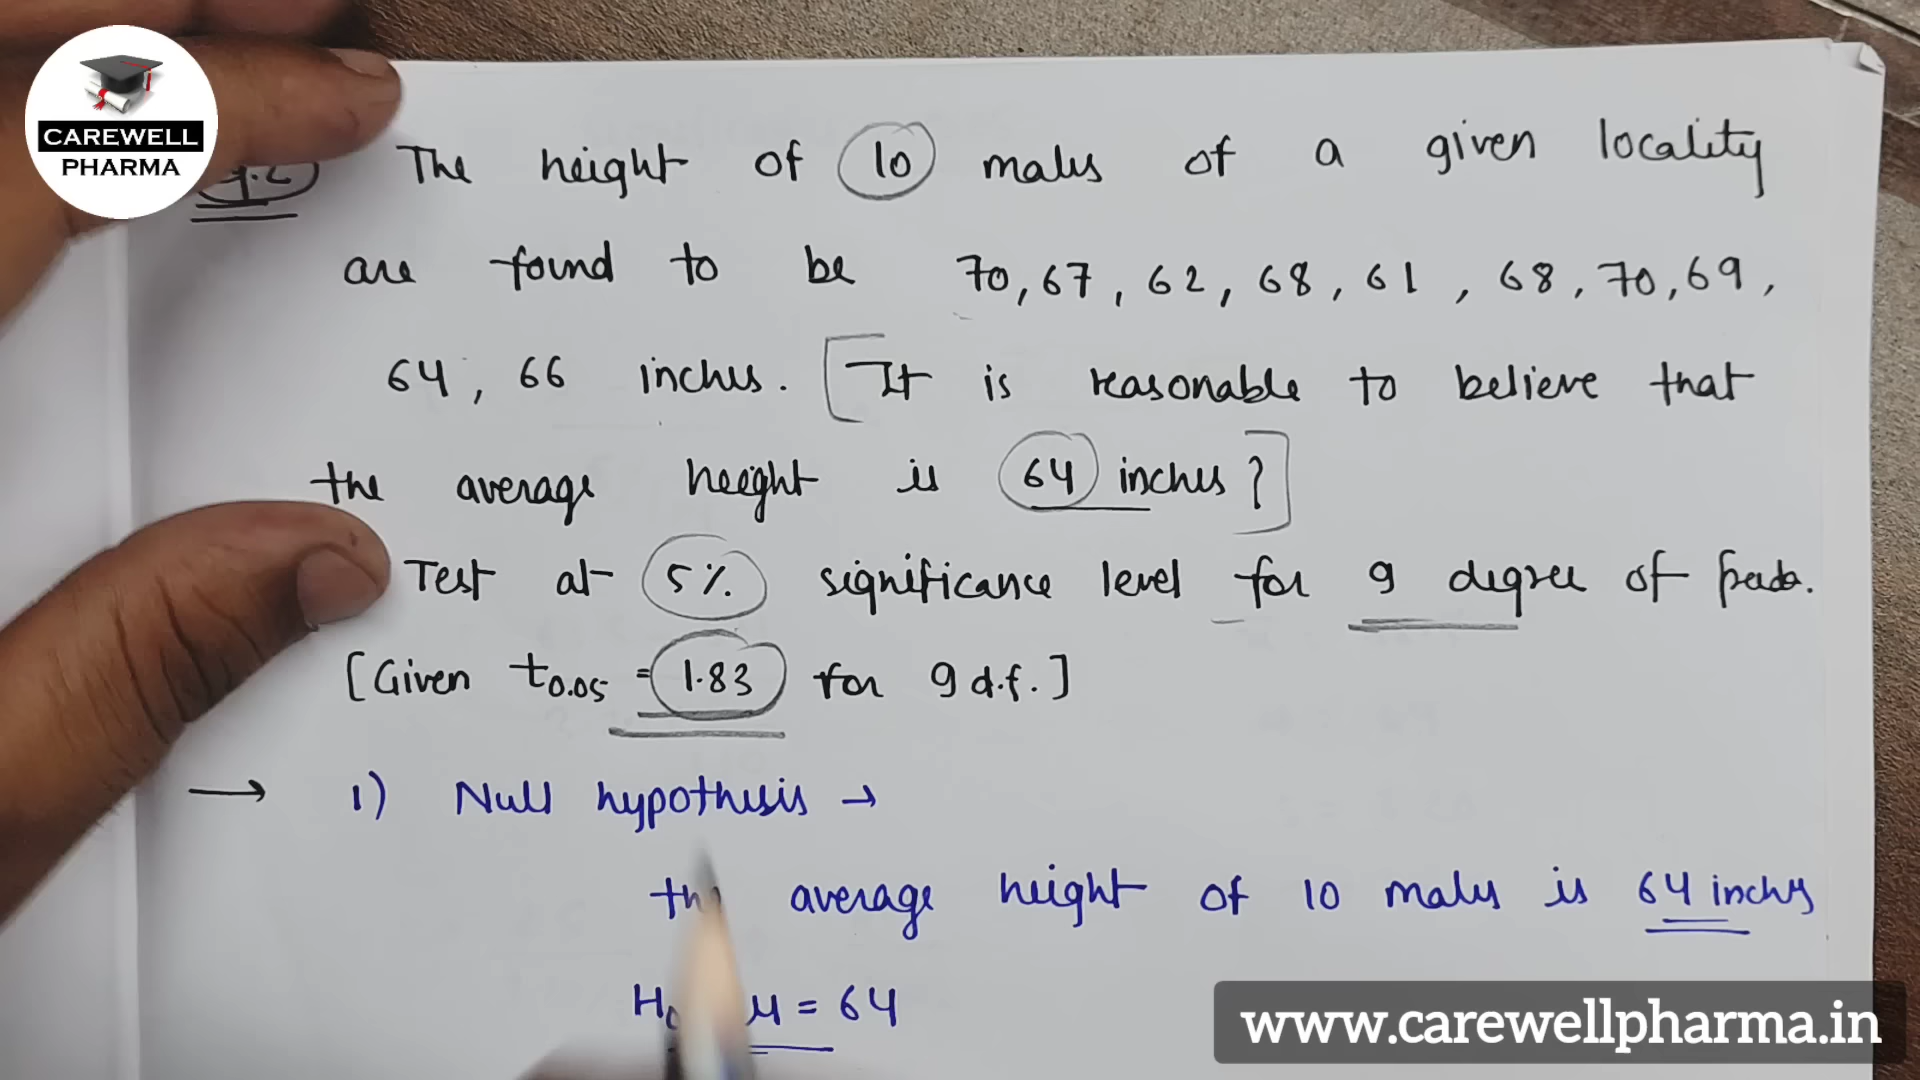 CAREWELL
PHARMA
The height of 10 males of a given locality
are found to be 70, 67, 62, 68, 61, 68, 70, 69,
64, 66 inches. [It is reasonable to believe that
the average height is 64 inches?]
Test at 5% significance level for 9 degree of
[Given t0.05 = 1.83 for 9 d.f.]
→ 1) Null hypothesis →
the average height of 10 males is 64 inches
H0 μ = 64
www.carewellpharma.in